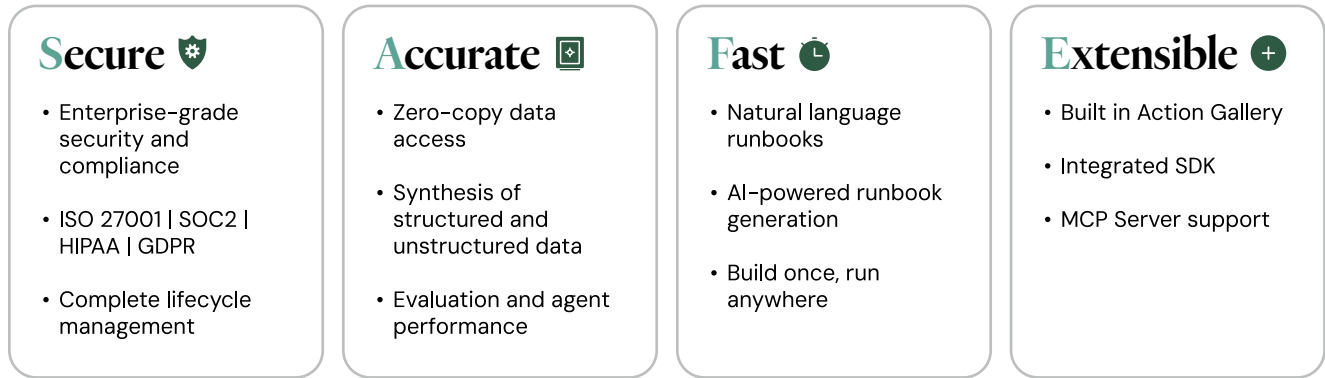 Secure
• Enterprise-grade
security and
compliance
• ISO 27001 | SOC2 |
HIPAA | GDPR
• Complete lifecycle
management
Accurate
• Zero-copy data
access
• Synthesis of
structured and
unstructured data
• Evaluation and agent
performance
Fast
• Natural language
runbooks
• AI-powered runbook
generation
• Build once, run
anywhere
Extensible
• Built in Action Gallery
• Integrated SDK
• MCP Server support